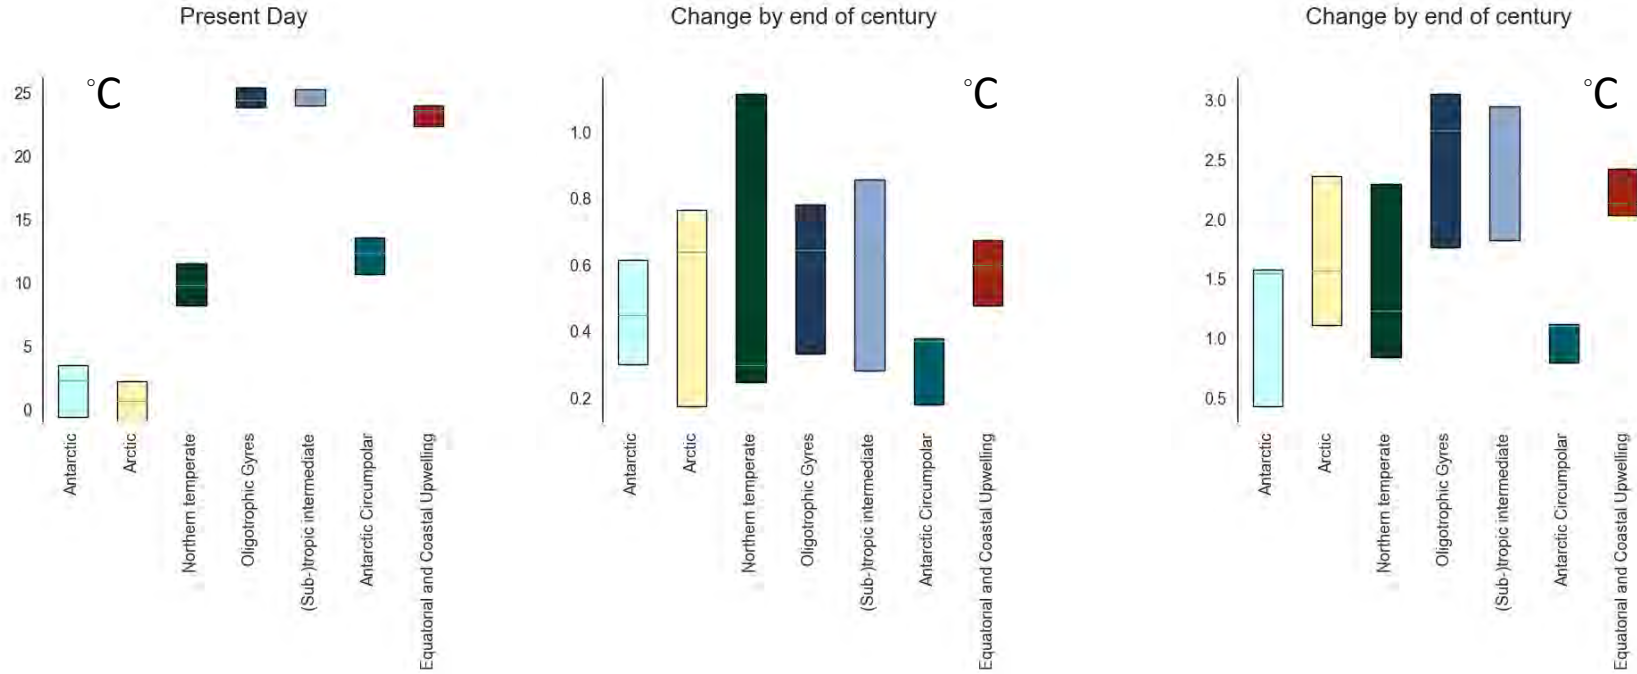 Present Day
°C
25
20
15
10
5
0
Antarctic
Arctic
Northern temperate
Oligotrophic Gyres
(Sub-)tropic intermediate
Antarctic Circumpolar
Equatorial and Coastal Upwelling
Change by end of century
°C
1.0
0.8
0.6
0.4
0.2
Antarctic
Arctic
Northern temperate
Oligotrophic Gyres
(Sub-)tropic intermediate
Antarctic Circumpolar
Equatorial and Coastal Upwelling
Change by end of century
°C
3.0
2.5
2.0
1.5
1.0
0.5
Antarctic
Arctic
Northern temperate
Oligotrophic Gyres
(Sub-)tropic intermediate
Antarctic Circumpolar
Equatorial and Coastal Upwelling